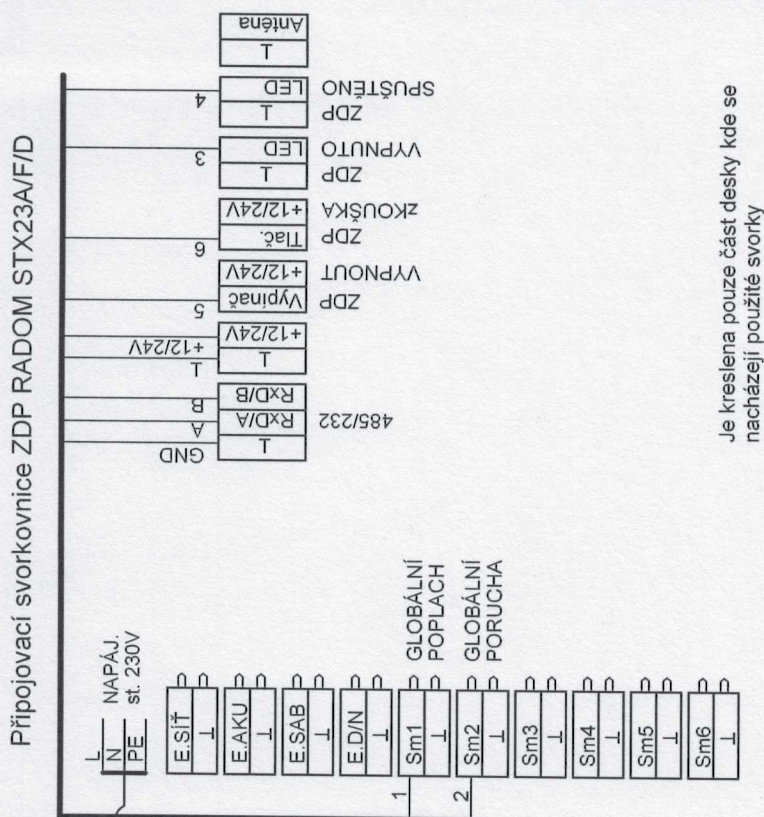 Připojovací svorkovnice ZDP RADOM STX23A/F/D
Anténa
⊥
4
LED
⊥
ZDP
SPUŠTĚNO
3
LED
⊥
ZDP
VYPNUTO
6
+12/24V
Tlač.
ZDP
zKOUŠKA
5
+12/24V
Vypínač
ZDP
VYPNOUT
+12/24V
⊥
+12/24V
⊥
B
A
GND
RxD/B
RxD/A
⊥
485/232
L
N
PE
NAPÁJ.
st. 230V
E.SÍŤ
⊥
E.AKU
⊥
E.SAB
⊥
E.D/N
⊥
1
Sm1
⊥
GLOBÁLNÍ
POPLACH
2
Sm2
⊥
GLOBÁLNÍ
PORUCHA
Sm3
⊥
Sm4
⊥
Sm5
⊥
Sm6
⊥
Je kreslena pouze část desky kde se
nacházejí použité svorky